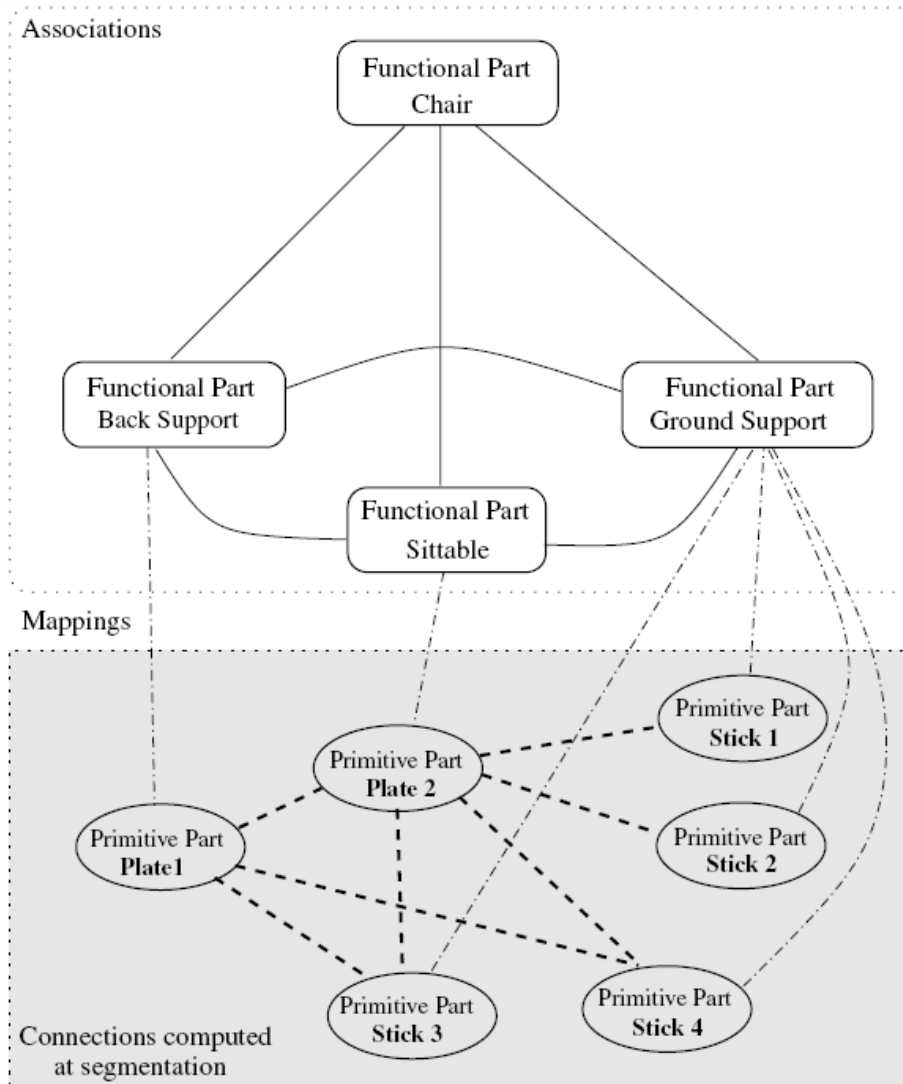 Associations
Functional Part
Chair
Functional Part
Back Support
Functional Part
Ground Support
Functional Part
Sittable
Mappings
Primitive Part
Stick 1
Primitive Part
Plate 2
Primitive Part
Plate1
Primitive Part
Stick 2
Primitive Part
Stick 3
Primitive Part
Stick 4
Connections computed
at segmentation